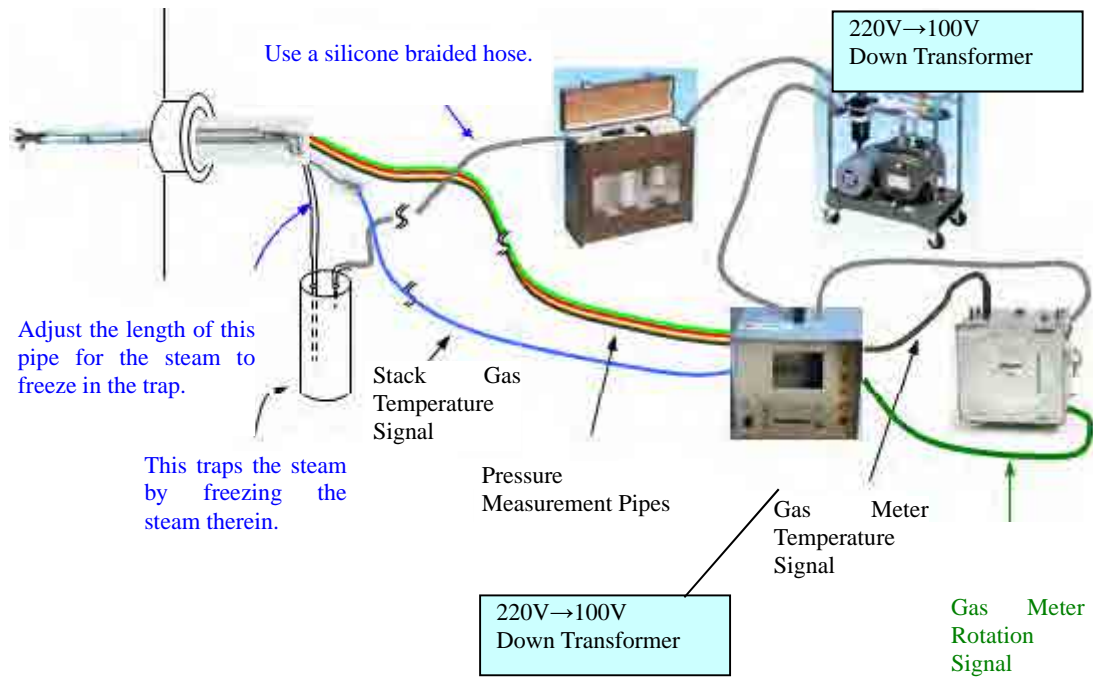 220V→100V
Down Transformer
Use a silicone braided hose.
Adjust the length of this
pipe for the steam to
freeze in the trap.
Stack Gas
Temperature
Signal
This traps the steam
by freezing the
steam therein.
Pressure
Measurement Pipes
Gas Meter
Temperature
Signal
220V→100V
Down Transformer
Gas Meter
Rotation
Signal